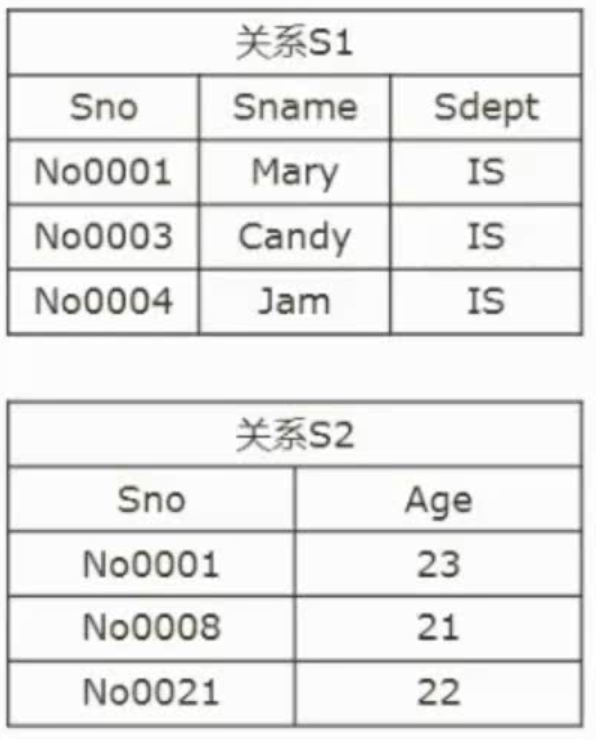 关系S1
Sno Sname Sdept
No0001 Mary IS
No0003 Candy IS
No0004 Jam IS
关系S2
Sno Age
No0001 23
No0008 21
No0021 22